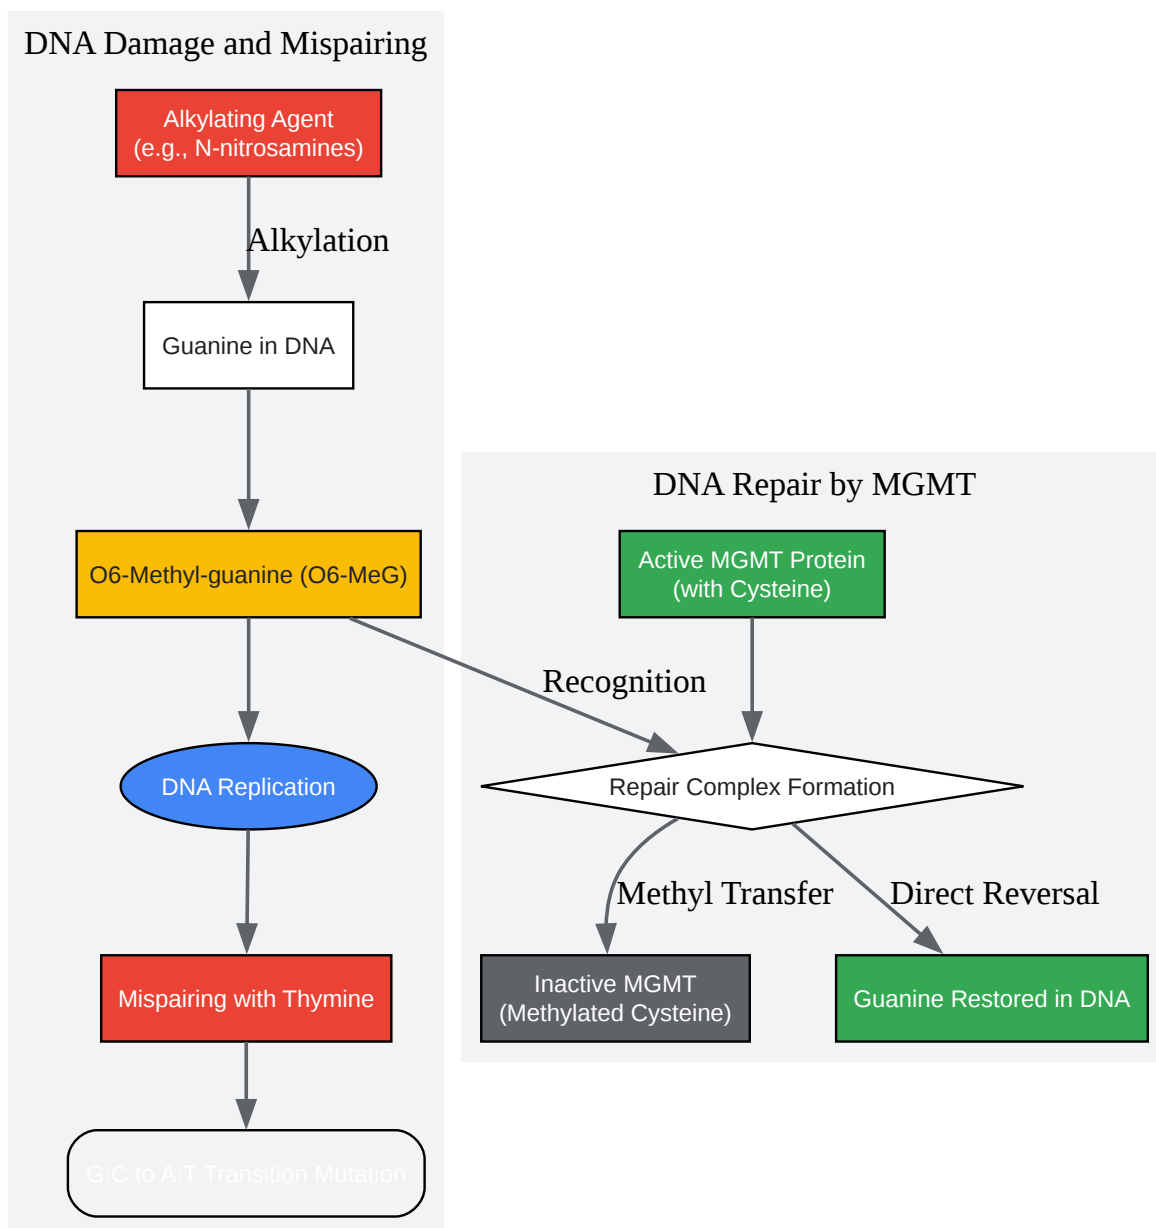 DNA Damage and Mispairing
Alkylating Agent
(e.g., N-nitrosamines)
Alkylation
Guanine in DNA
O6-Methyl-guanine (O6-MeG)
DNA Replication
Mispairing with Thymine
G:C to A:T Transition Mutation
DNA Repair by MGMT
Active MGMT Protein
(with Cysteine)
Recognition
Repair Complex Formation
Methyl Transfer
Direct Reversal
Inactive MGMT
(Methylated Cysteine)
Guanine Restored in DNA